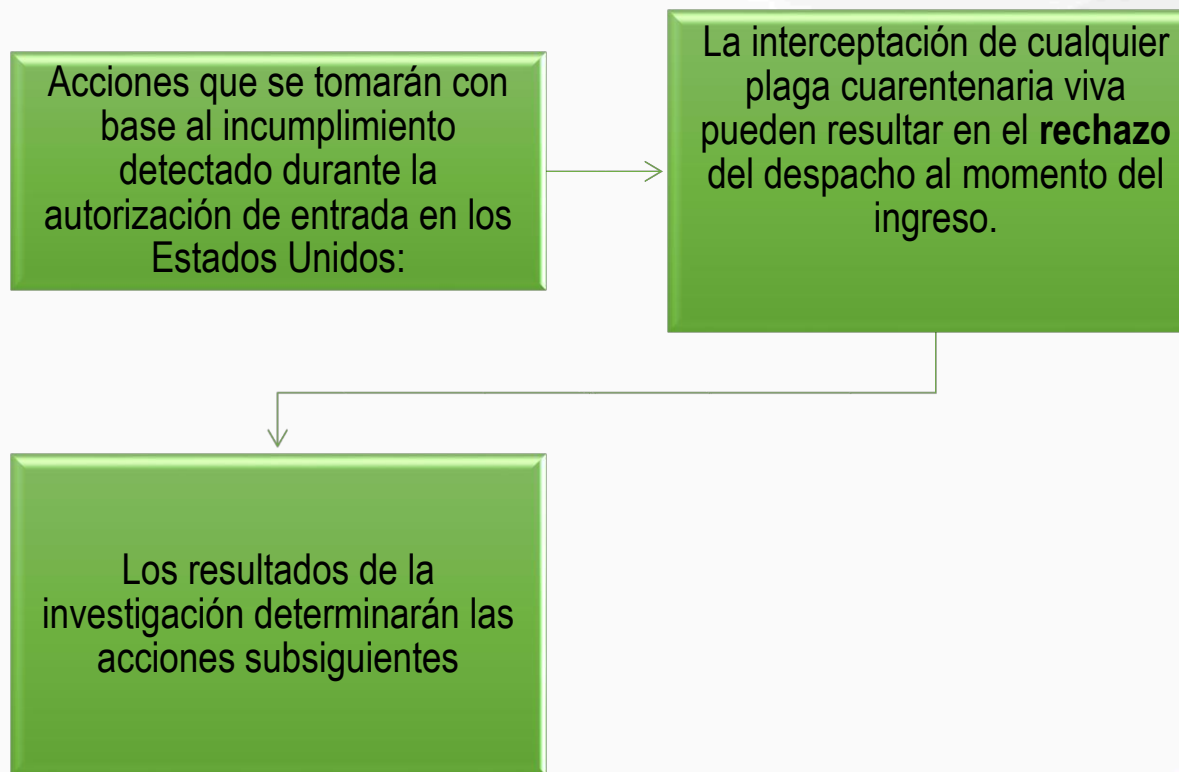 Acciones que se tomarán con
base al incumplimiento
detectado durante la
autorización de entrada en los
Estados Unidos:
La interceptación de cualquier
plaga cuarentenaria viva
pueden resultar en el rechazo
del despacho al momento del
ingreso.
Los resultados de la
investigación determinarán las
acciones subsiguientes